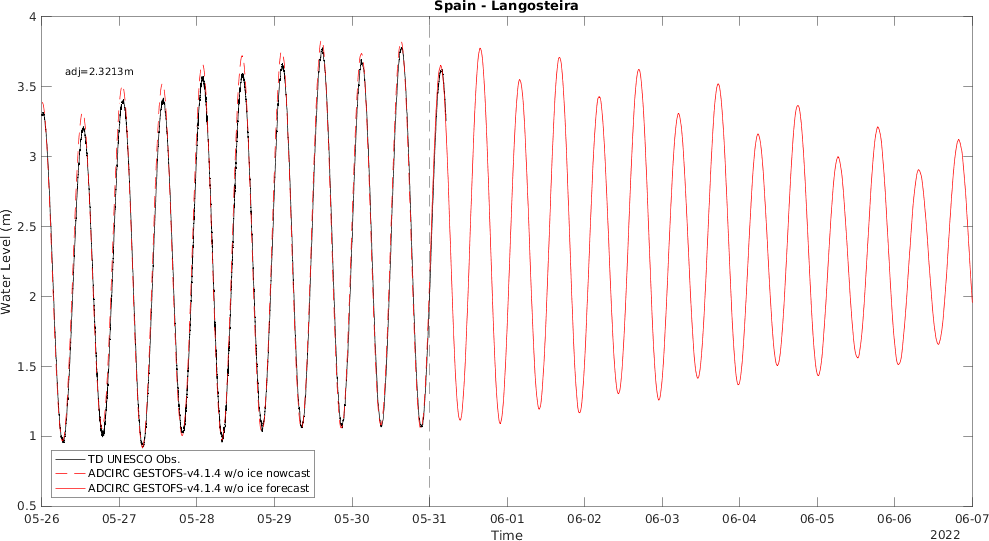 Spain - Langosteira
4
3.5
3
2.5
2
1.5
1
0.5
Water Level (m)
adj=2.3213m
TD UNESCO Obs.
ADCIRC GESTOFS-v4.1.4 w/o ice nowcast
ADCIRC GESTOFS-v4.1.4 w/o ice forecast
05-26 05-27 05-28 05-29 05-30 05-31 06-01 06-02 06-03 06-04 06-05 06-06 06-07
Time
2022